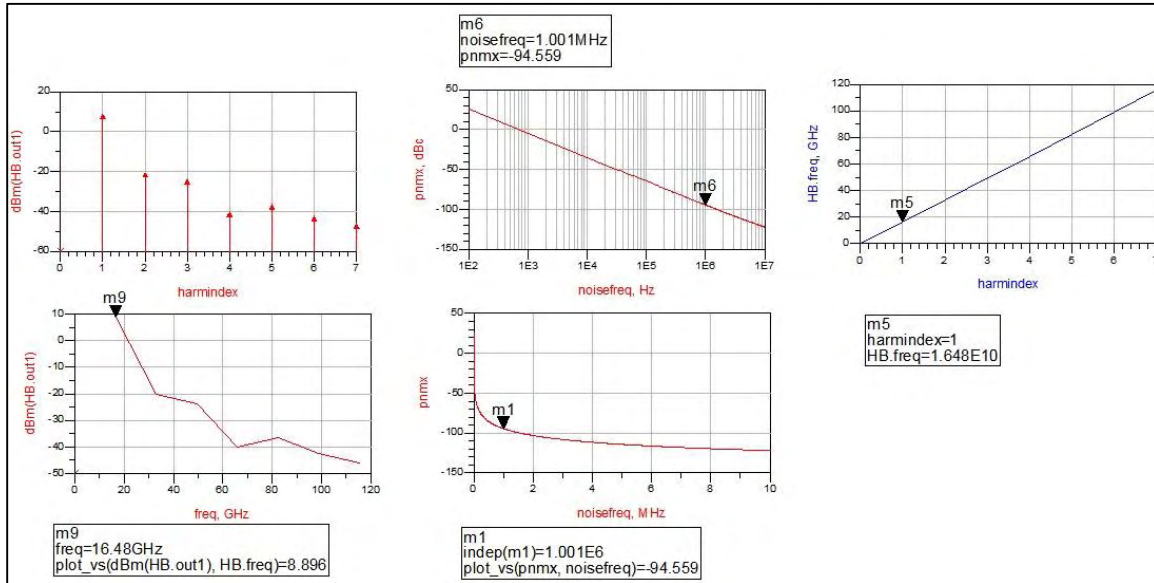 m6
noisefreq=1.001MHz
pnmx=-94.559
20
0
-20
-40
-60
dBm(HB.out1)
0 1 2 3 4 5 6 7
harmindex
50
0
-50
-100
-150
pnmx, dBc
m6
1E2 1E3 1E4 1E5 1E6 1E7
noisefreq, Hz
120
100
80
60
40
20
0
HB.freq, GHz
m5
0 1 2 3 4 5 6 7
harmindex
m5
harmindex=1
HB.freq=1.648E10
m9
10
0
-10
-20
-30
-40
-50
dBm(HB.out1)
0 20 40 60 80 100 120
freq, GHz
m9
freq=16.48GHz
plot_vs(dBm(HB.out1), HB.freq)=8.896
50
0
-50
-100
-150
pnmx
m1
0 2 4 6 8 10
noisefreq, MHz
m1
indep(m1)=1.001E6
plot_vs(pnmx, noisefreq)=-94.559